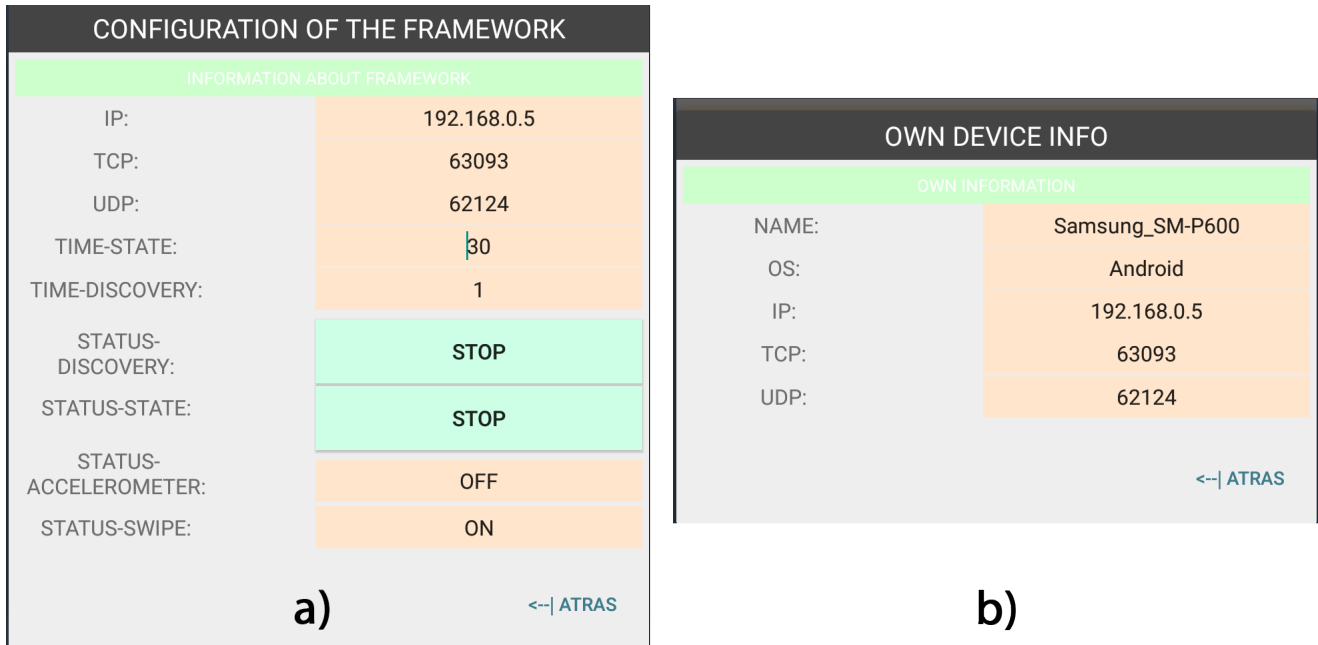 CONFIGURATION OF THE FRAMEWORK
INFORMATION ABOUT FRAMEWORK
IP: 192.168.0.5
TCP: 63093
UDP: 62124
TIME-STATE: 30
TIME-DISCOVERY: 1
STATUS-
DISCOVERY: STOP
STATUS-STATE: STOP
STATUS-
ACCELEROMETER: OFF
STATUS-SWIPE: ON
<--| ATRAS
a)
OWN DEVICE INFO
OWN INFORMATION
NAME: Samsung_SM-P600
OS: Android
IP: 192.168.0.5
TCP: 63093
UDP: 62124
<--| ATRAS
b)